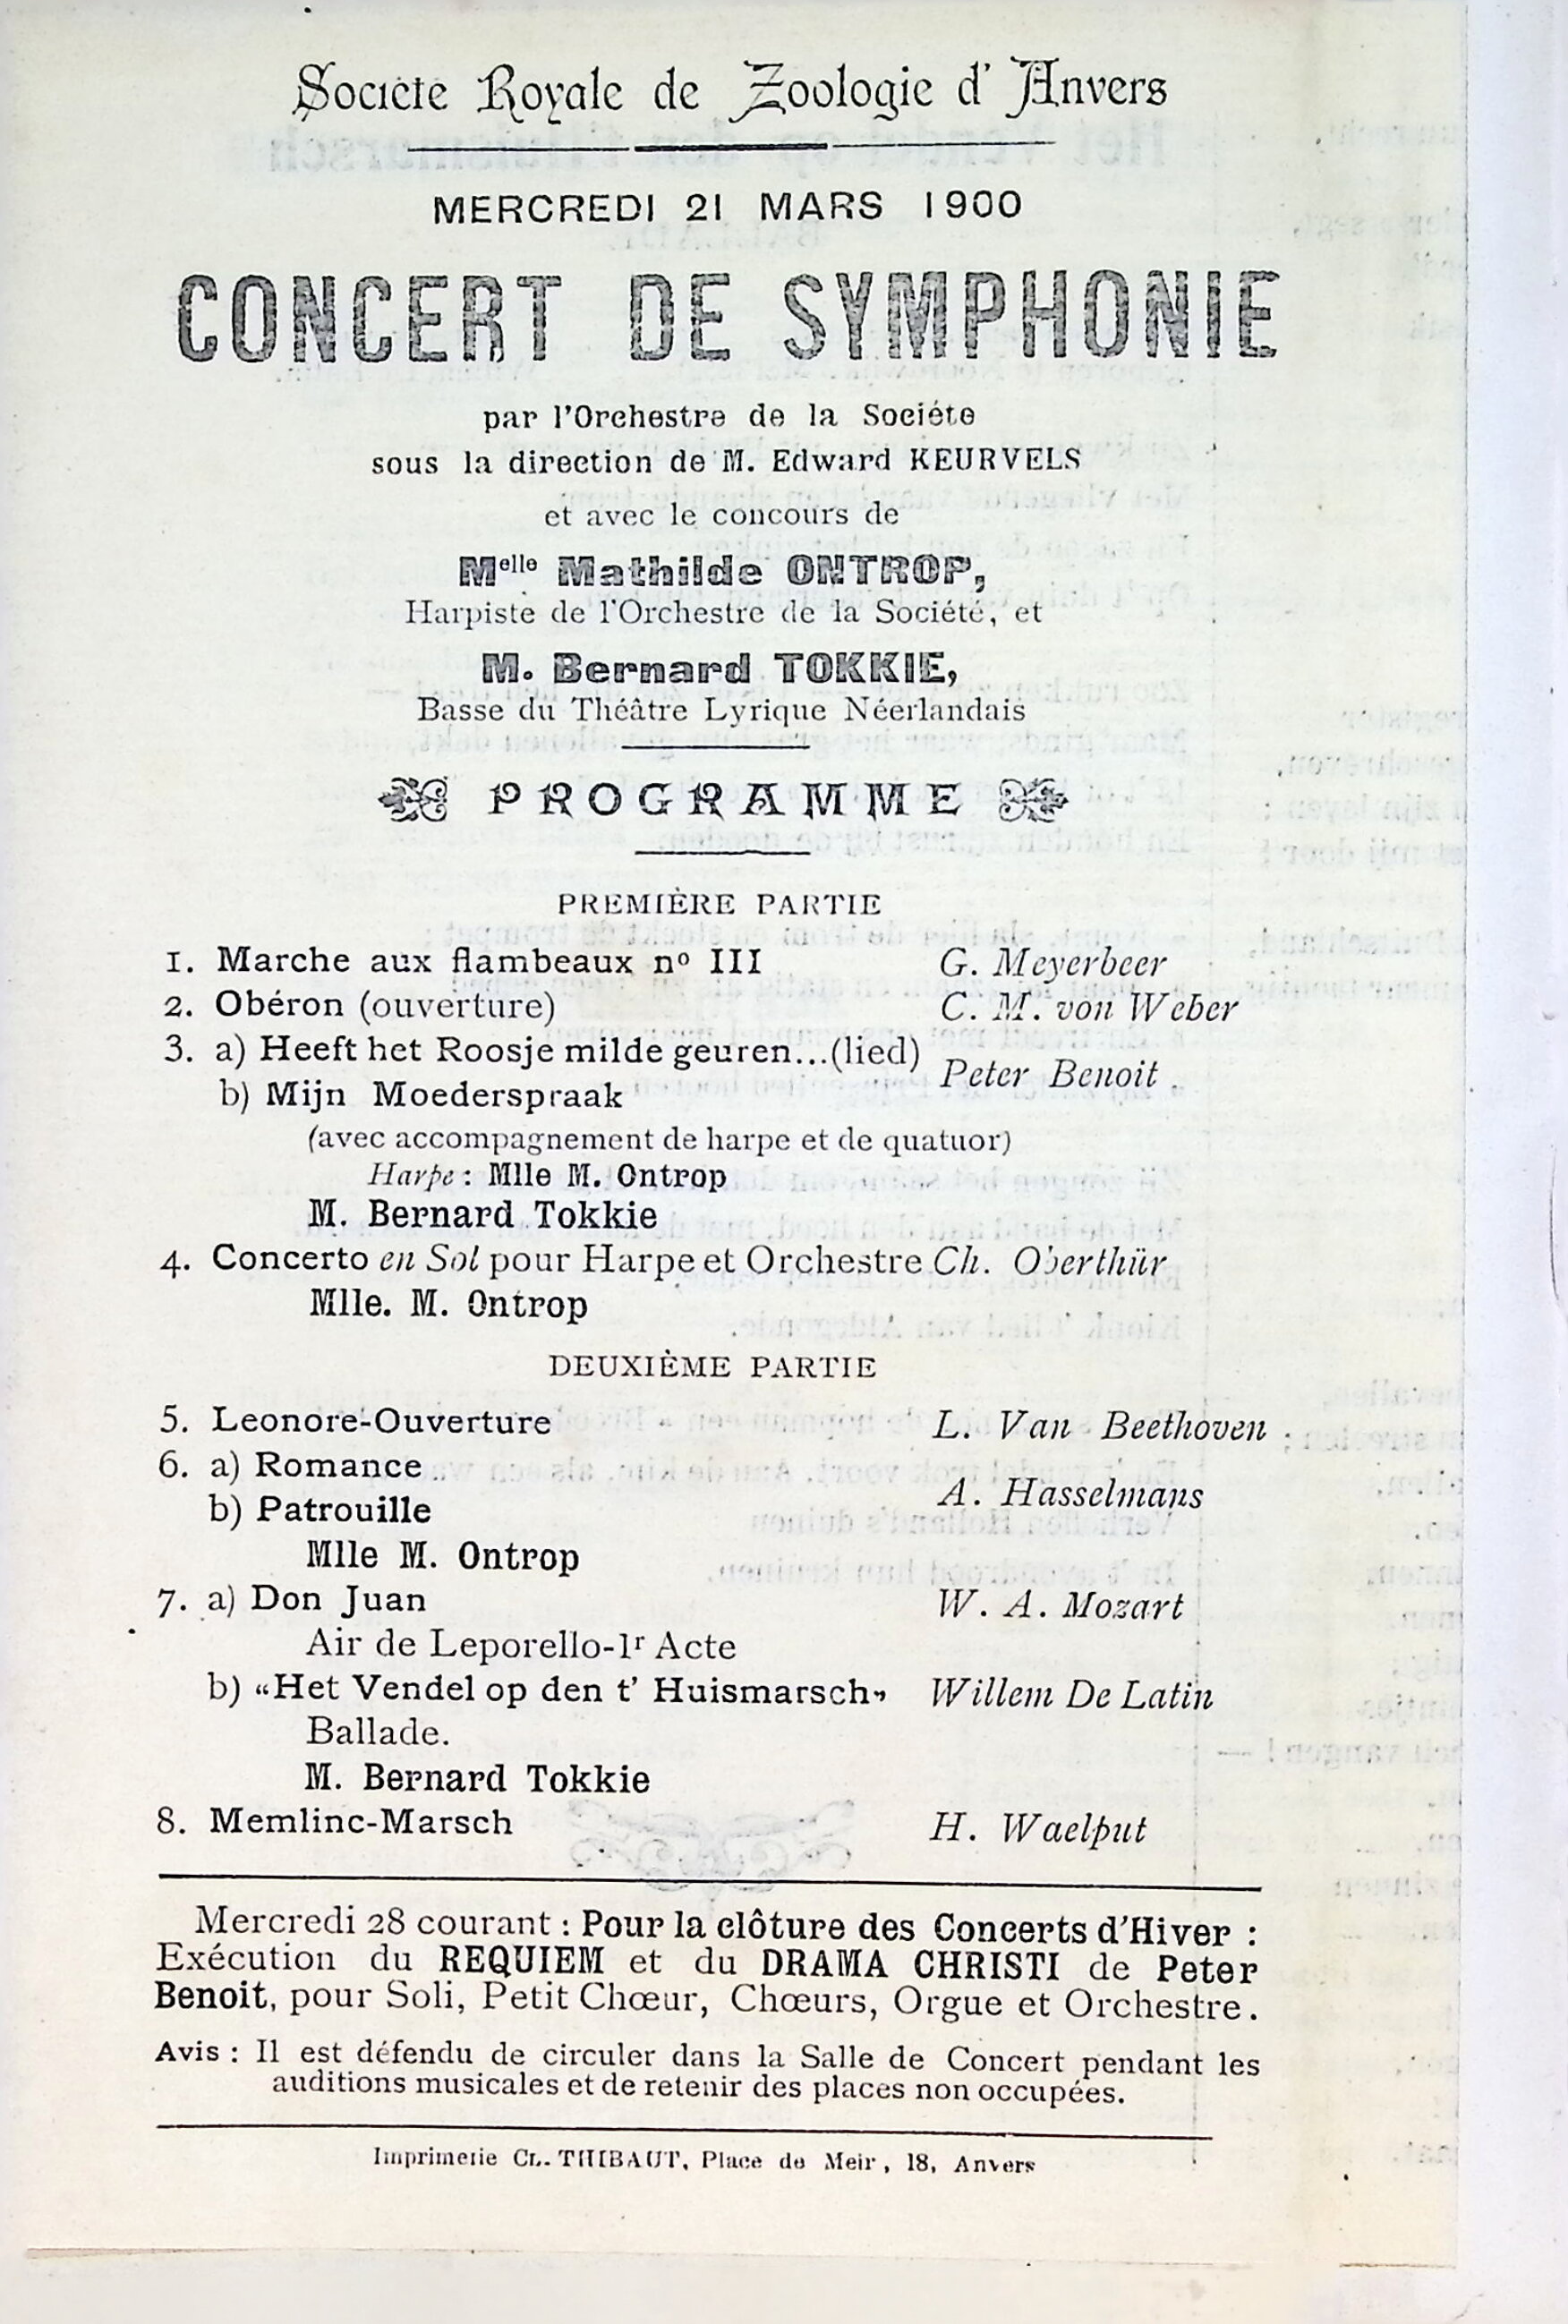 Société Royale de Zoologie d'Anvers
MERCREDI 21 MARS 1900
CONCERT DE SYMPHONIE
par l'Orchestre de la Société
sous la direction de M. Edward KEURVELS
et avec le concours de
Melle Mathilde ONTROP,
Harpiste de l'Orchestre de la Société, et
M. Bernard TOKKIE,
Basse du Théâtre Lyrique Néerlandais
PROGRAMME
PREMIÈRE PARTIE
1. Marche aux flambeaux no III G. Meyerbeer
2. Obéron (ouverture) C. M. von Weber
3. a) Heeft het Roosje milde geuren...(lied)
Peter Benoit.
b) Mijn Moederspraak
(avec accompagnement de harpe et de quatuor)
Harpe : Mlle M. Ontrop
M. Bernard Tokkie
4. Concerto en Sol pour Harpe et Orchestre Ch. Oberthür
Mlle. M. Ontrop
DEUXIÈME PARTIE
5. Leonore-Ouverture L. Van Beethoven
6. a) Romance
A. Hasselmans
b) Patrouille
Mlle M. Ontrop
7. a) Don Juan W. A. Mozart
Air de Leporello-1r Acte
b) «Het Vendel op den t' Huismarsch» Willem De Latin
Ballade.
M. Bernard Tokkie
8. Memlinc-Marsch H. Waelput
Mercredi 28 courant : Pour la clôture des Concerts d'Hiver :
Exécution du REQUIEM et du DRAMA CHRISTI de Peter
Benoit, pour Soli, Petit Chœur, Chœurs, Orgue et Orchestre.
Avis : Il est défendu de circuler dans la Salle de Concert pendant les
auditions musicales et de retenir des places non occupées.
Imprimerie CL. THIBAUT, Place de Meir, 18, Anvers